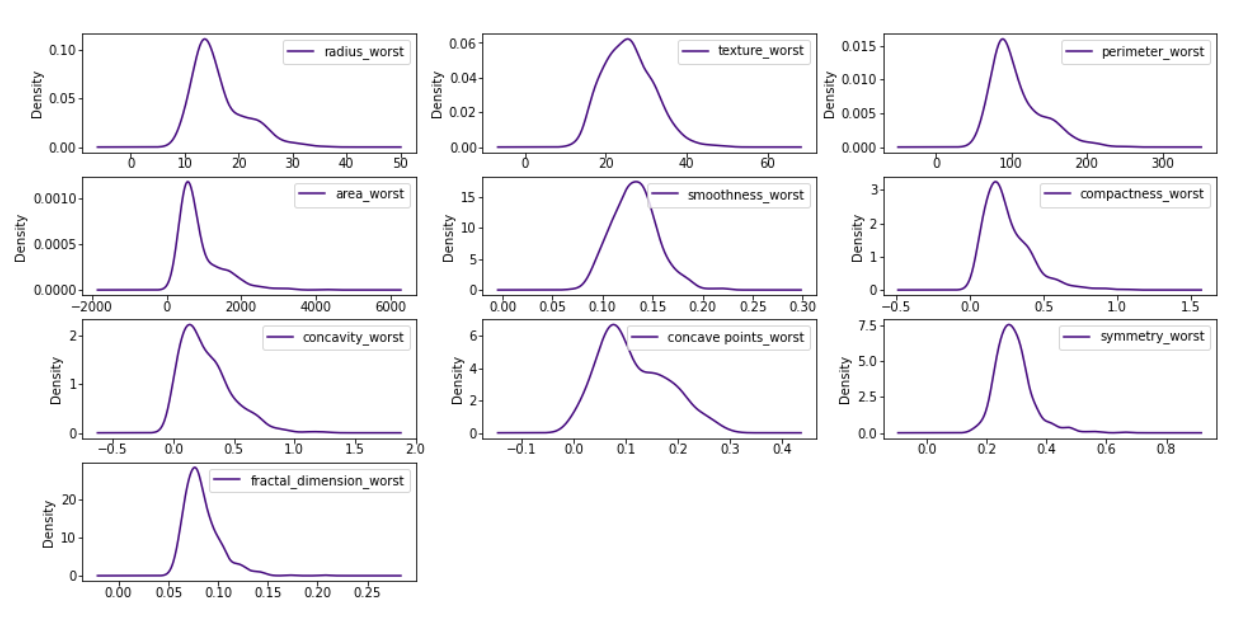 radius_worst
0.10
0.05
0.00
Density
0 10 20 30 40 50
texture_worst
0.06
0.04
0.02
0.00
Density
0 20 40 60
perimeter_worst
0.015
0.010
0.005
0.000
Density
0 100 200 300
area_worst
0.0010
0.0005
0.0000
Density
−2000 0 2000 4000 6000
smoothness_worst
15
10
5
0
Density
0.00 0.05 0.10 0.15 0.20 0.25 0.30
compactness_worst
3
2
1
0
Density
−0.5 0.0 0.5 1.0 1.5
concavity_worst
2
1
0
Density
−0.5 0.0 0.5 1.0 1.5 2.0
concave points_worst
6
4
2
0
Density
−0.1 0.0 0.1 0.2 0.3 0.4
symmetry_worst
7.5
5.0
2.5
0.0
Density
0.0 0.2 0.4 0.6 0.8
fractal_dimension_worst
20
10
0
Density
0.00 0.05 0.10 0.15 0.20 0.25